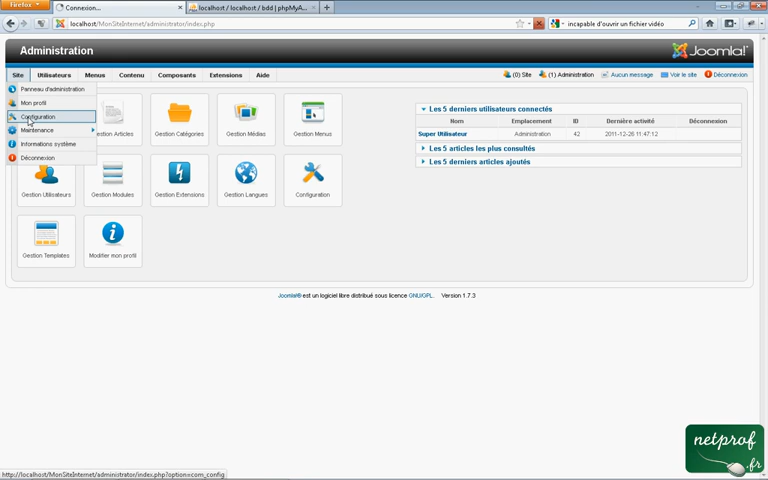 Firefox
Connexion...
localhost / localhost / bdd | phpMyA...
localhost/MonSiteInternet/administrator/index.php
incapable d'ouvrir un fichier vidéo
Administration
Joomla!
Site Utilisateurs Menus Contenu Composants Extensions Aide
(0) Site (1) Administration Aucun message Voir le site Déconnexion
Panneau d'administration
Mon profil
Configuration
Maintenance
Informations système
Déconnexion
Gestion Catégories Gestion Médias Gestion Menus
Gestion Utilisateurs Gestion Modules Gestion Extensions Gestion Langues Configuration
Gestion Templates Modifier mon profil
Les 5 derniers utilisateurs connectés
Nom Emplacement ID Dernière activité Déconnexion
Super Utilisateur Administration 42 2011-12-26 11:47:12
Les 5 articles les plus consultés
Les 5 derniers articles ajoutés
Joomla!® est un logiciel libre distribué sous licence GNU/GPL. Version 1.7.3
netprof
.fr
http://localhost/MonSiteInternet/administrator/index.php?option=com_config